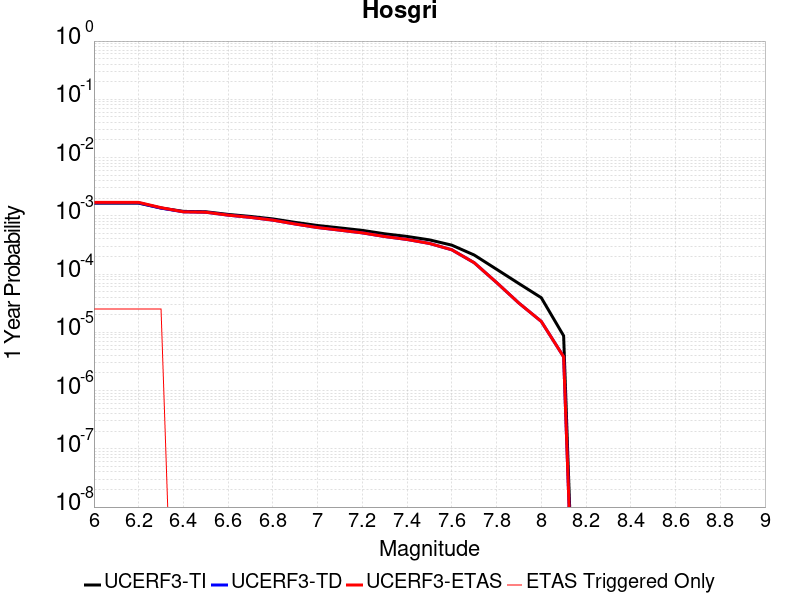 Hosgri
10^0
10^-1
10^-2
10^-3
10^-4
10^-5
10^-6
10^-7
10^-8
1 Year Probability
6 6.2 6.4 6.6 6.8 7 7.2 7.4 7.6 7.8 8 8.2 8.4 8.6 8.8 9
Magnitude
UCERF3-TI UCERF3-TD UCERF3-ETAS ETAS Triggered Only